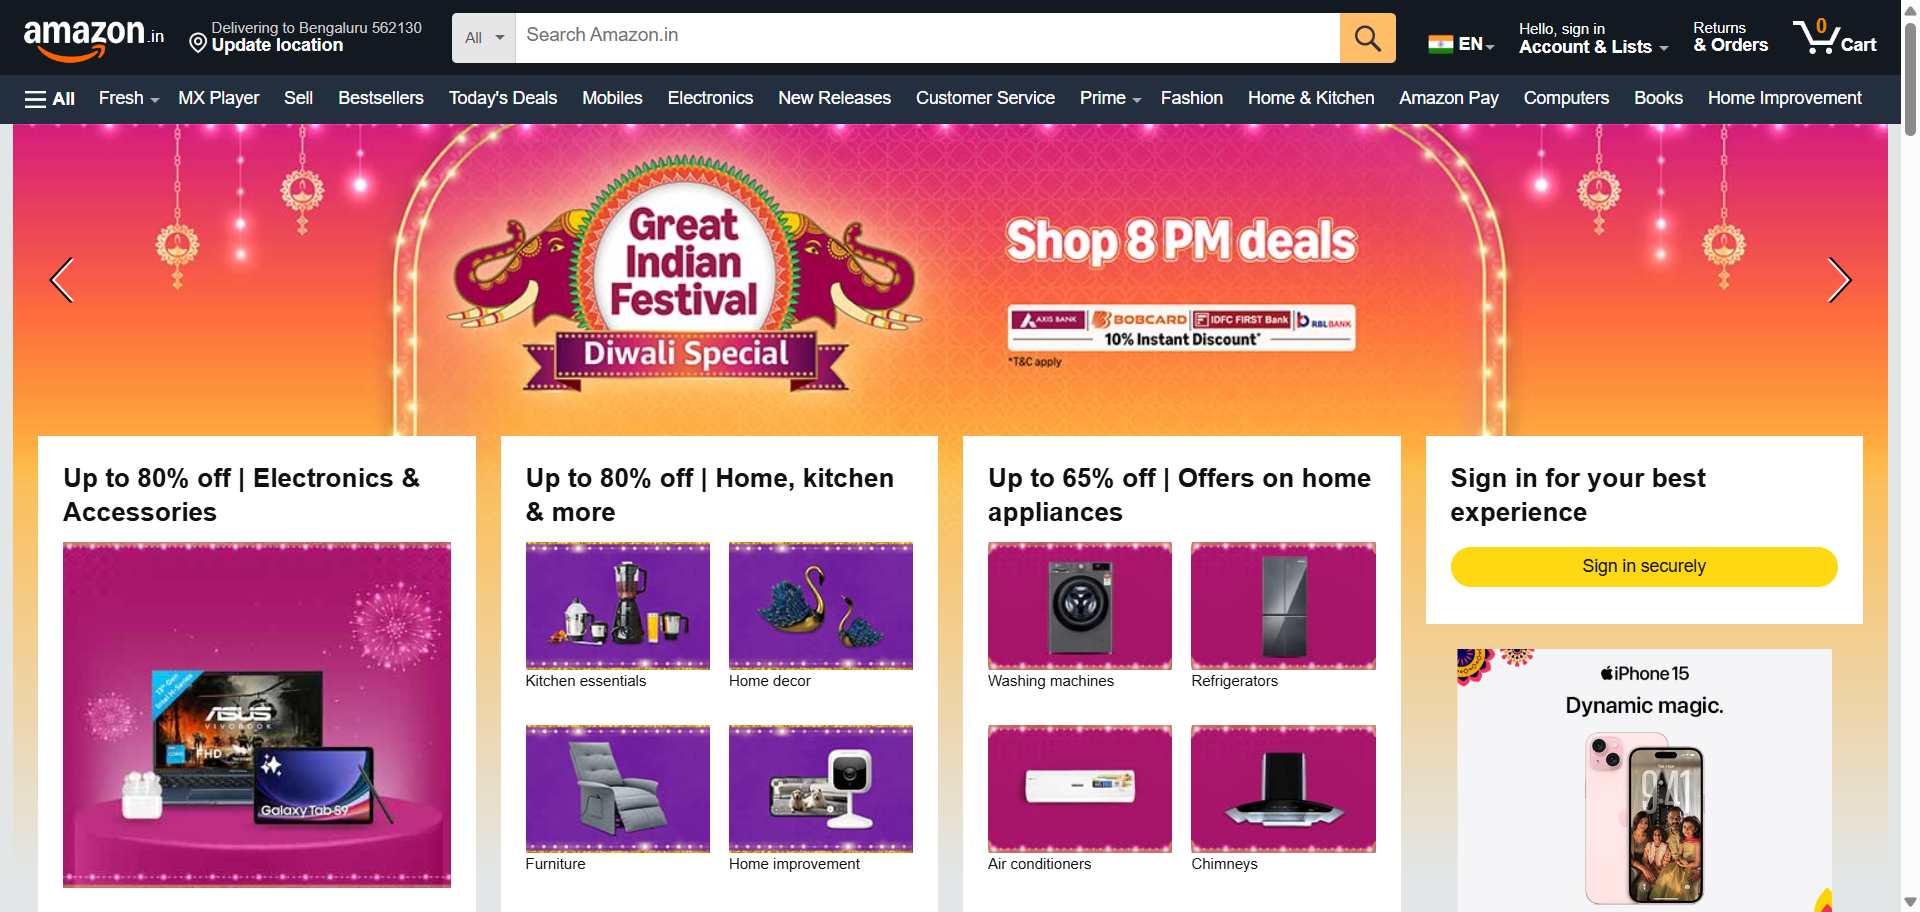 amazon.in
Delivering to Bengaluru 562130
Update location
All
Search Amazon.in
EN
Hello, sign in
Account & Lists
Returns
& Orders
0
Cart
All
Fresh
MX Player
Sell
Bestsellers
Today's Deals
Mobiles
Electronics
New Releases
Customer Service
Prime
Fashion
Home & Kitchen
Amazon Pay
Computers
Books
Home Improvement
Great
Indian
Festival
Diwali Special
Shop 8 PM deals
AXIS BANK
BOBCARD
IDFC FIRST Bank
RBL BANK
10% Instant Discount*
*T&C apply
Up to 80% off | Electronics &
Accessories
13th Gen
Intel H-Series
ASUS
VIVOBOOK
FHD
Galaxy Tab S9
Up to 80% off | Home, kitchen
& more
Kitchen essentials
Home decor
Furniture
Home improvement
Up to 65% off | Offers on home
appliances
Washing machines
Refrigerators
Air conditioners
Chimneys
Sign in for your best
experience
Sign in securely
iPhone 15
Dynamic magic.
9:41